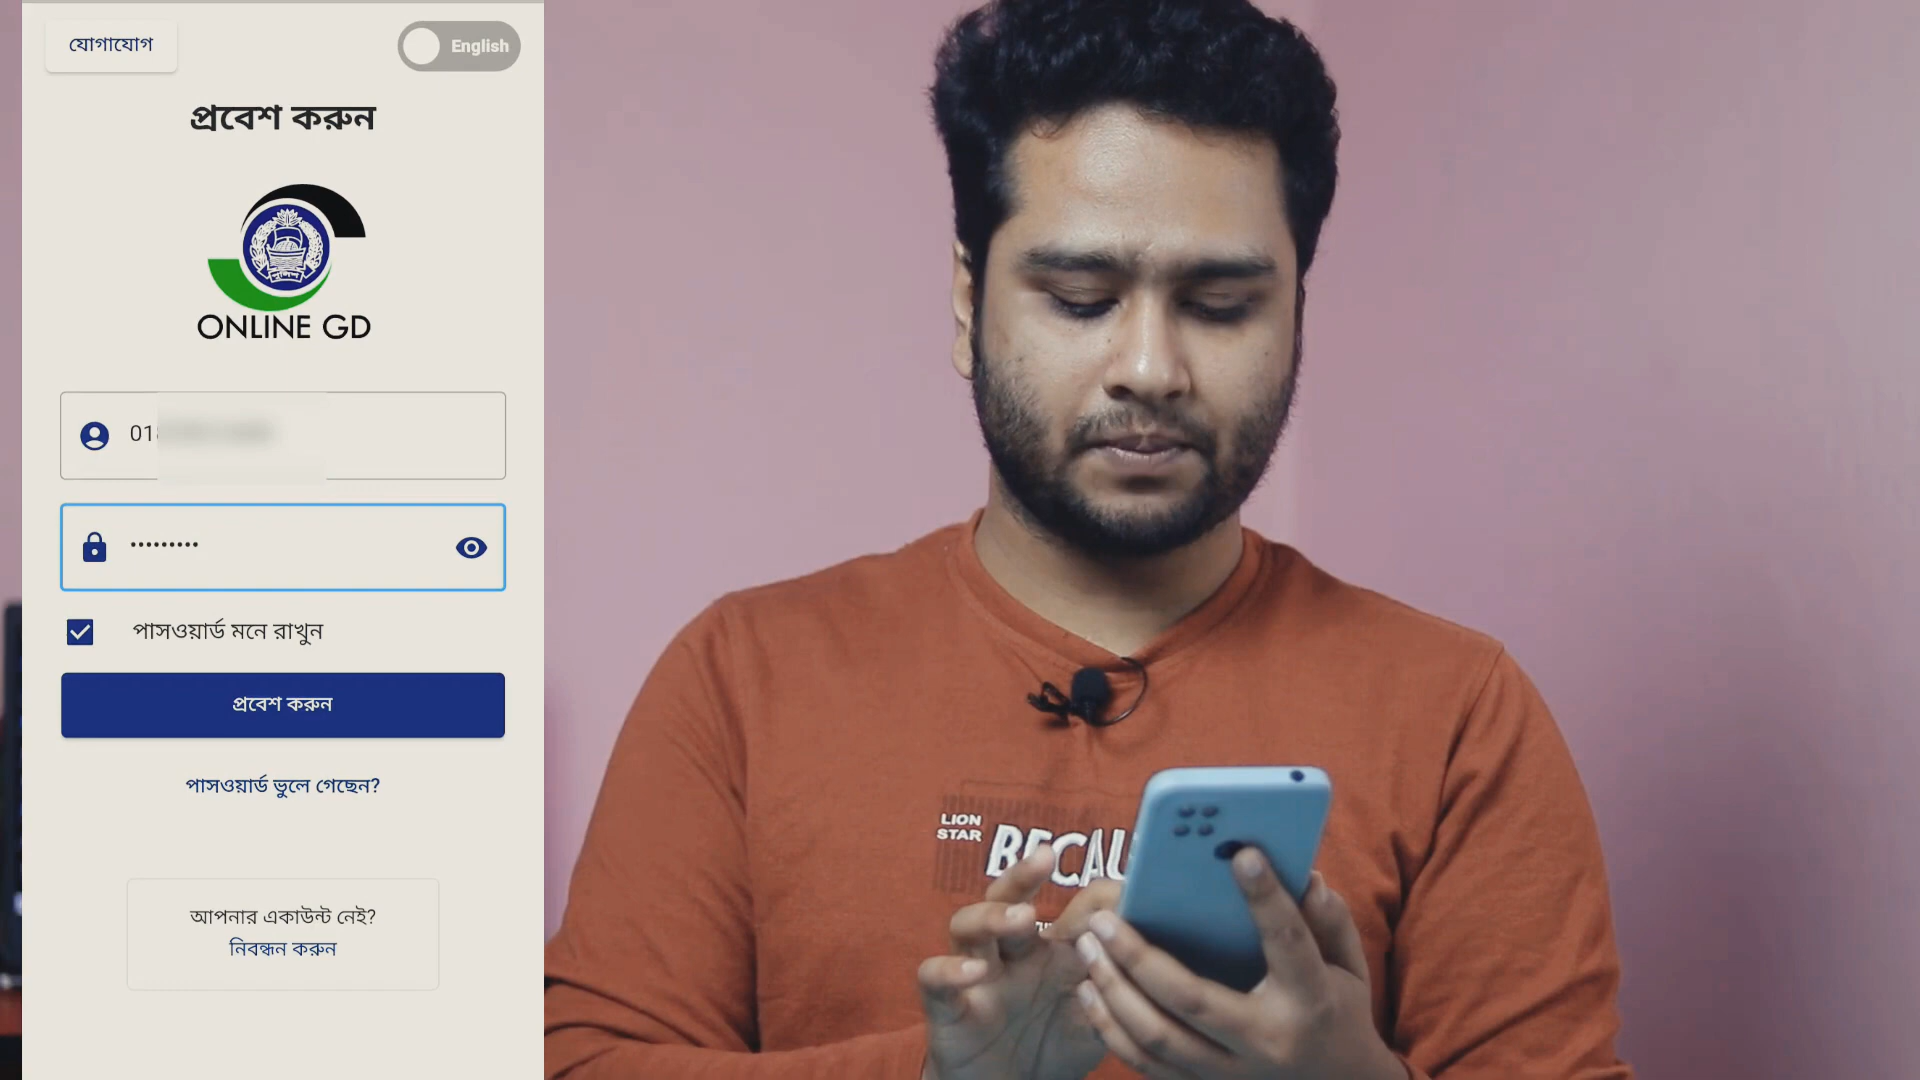 যোগাযোগ
English
প্রবেশ করুন
ONLINE GD
01
•••••••••
পাসওয়ার্ড মনে রাখুন
প্রবেশ করুন
পাসওয়ার্ড ভুলে গেছেন?
আপনার একাউন্ট নেই?
নিবন্ধন করুন
LION
STAR
BECAU